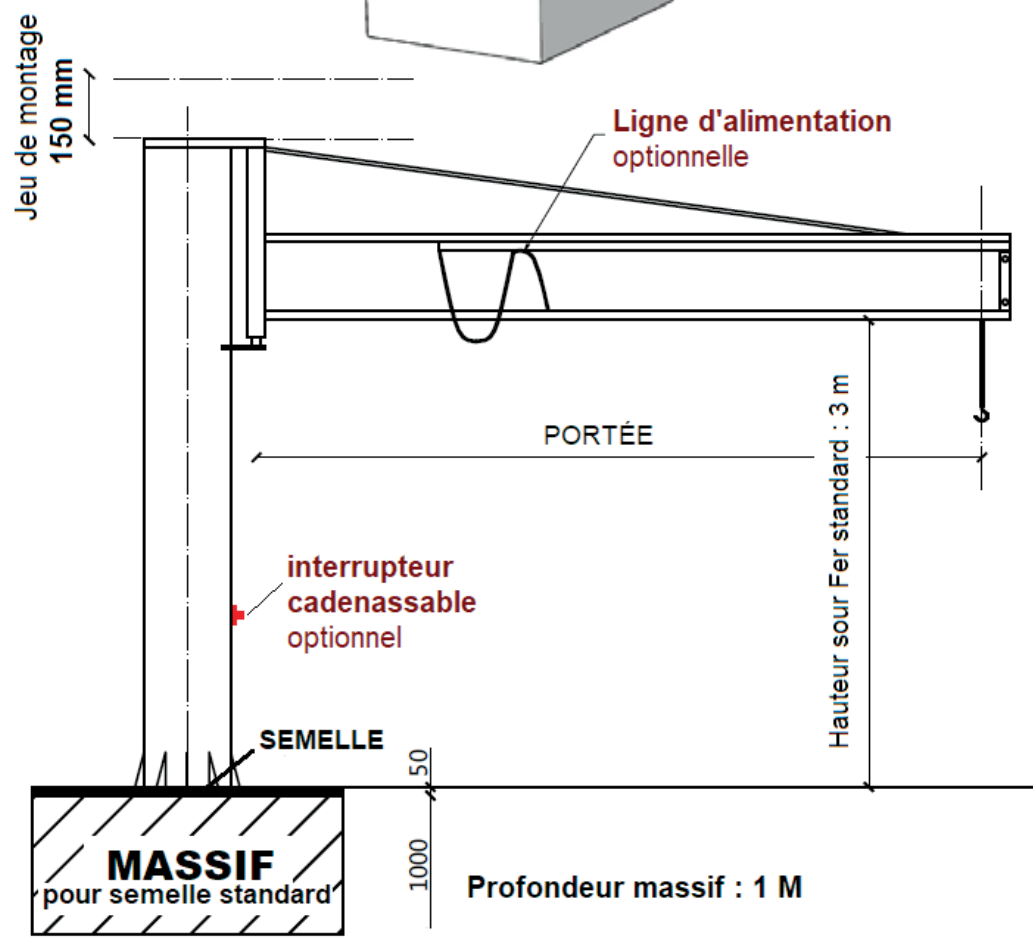 Jeu de montage
150 mm
Ligne d'alimentation
optionnelle
PORTÉE
Hauteur sour Fer standard : 3 m
interrupteur
cadenassable
optionnel
SEMELLE
50
1000
MASSIF
pour semelle standard
Profondeur massif : 1 M